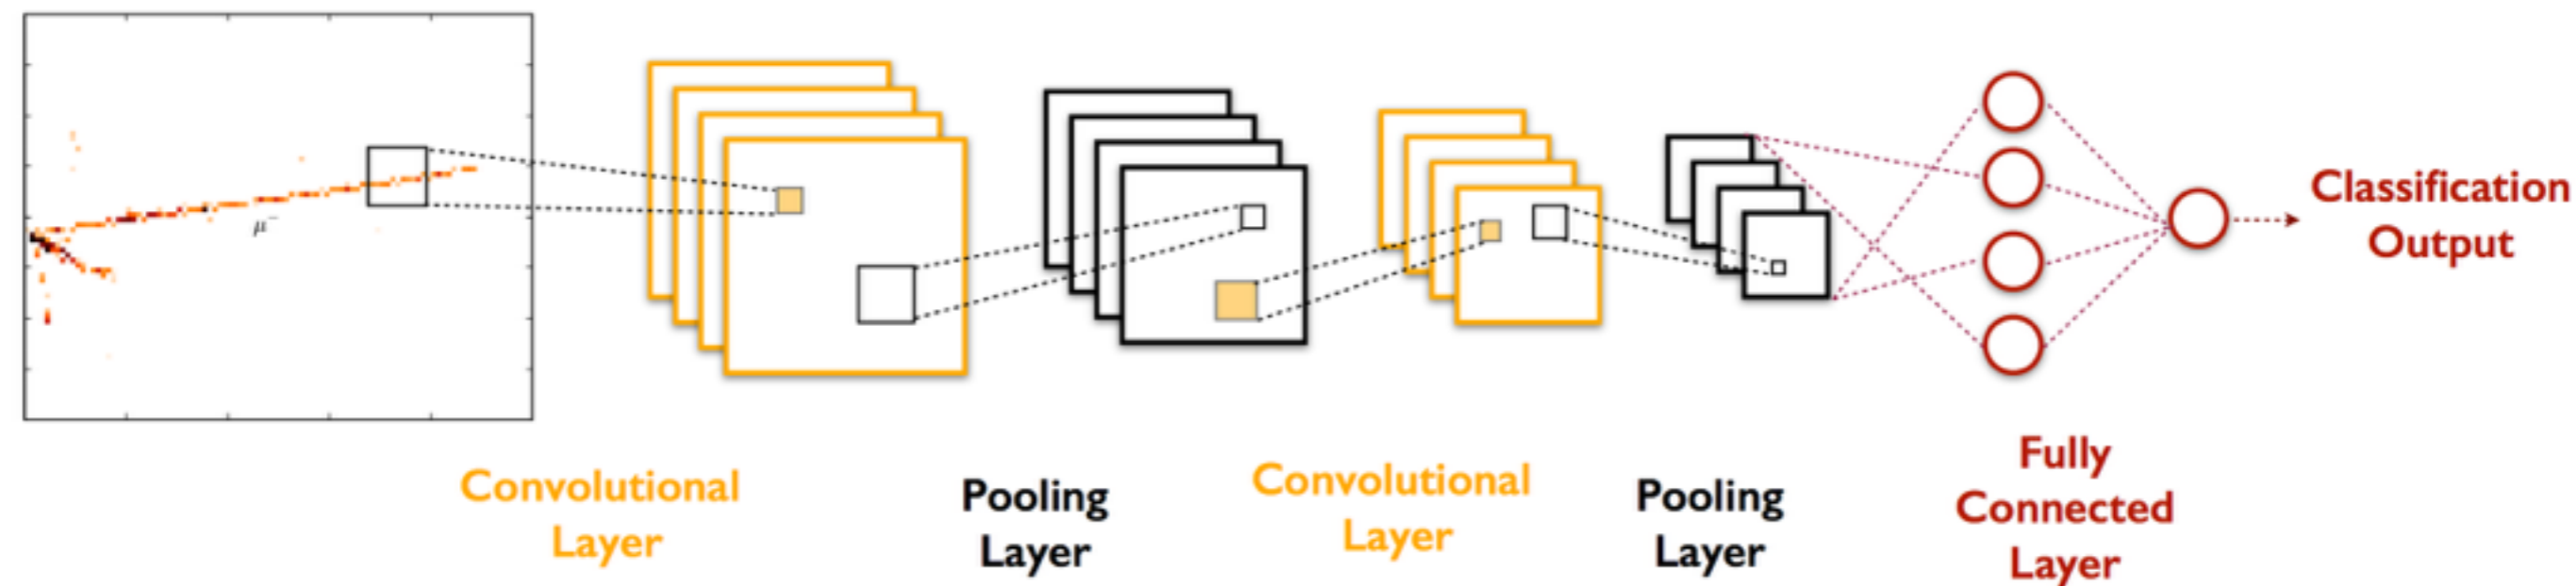 μ⁻
Convolutional
Layer
Pooling
Layer
Convolutional
Layer
Pooling
Layer
Fully
Connected
Layer
Classification
Output